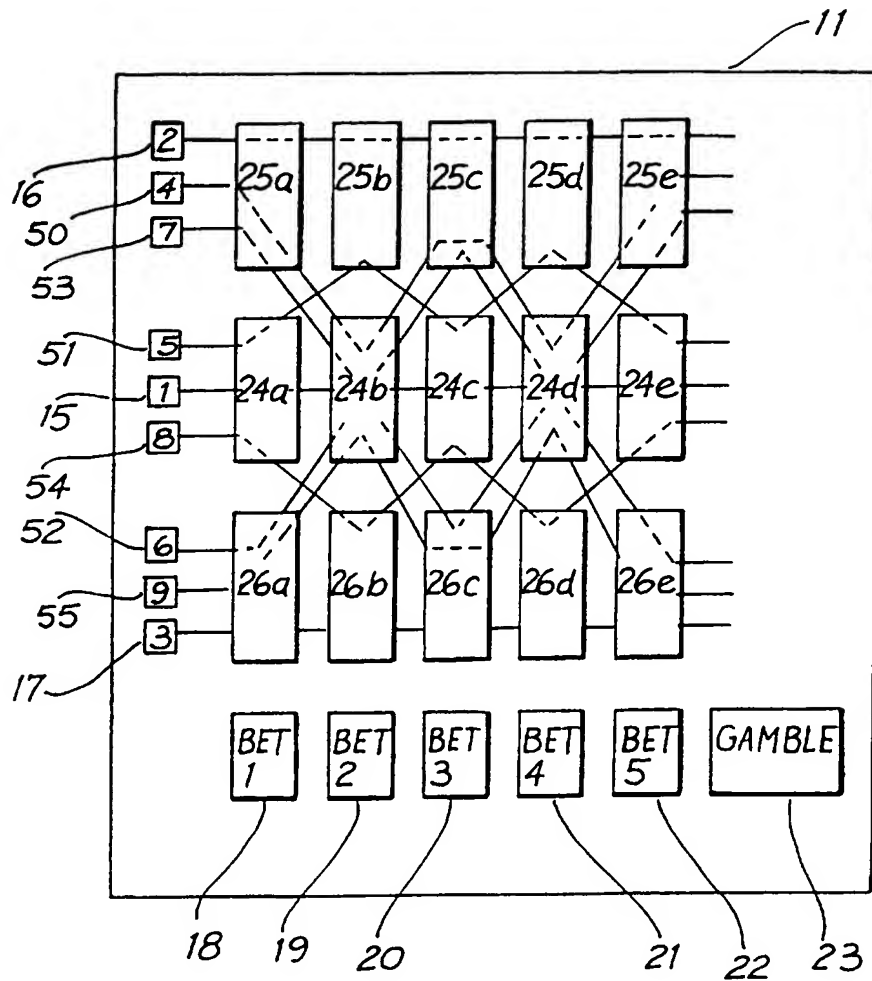 11
2
16
4
50
7
53
25a 25b 25c 25d 25e
5
51
1
15
8
54
24a 24b 24c 24d 24e
6
52
9
55
3
17
26a 26b 26c 26d 26e
BET 1
BET 2
BET 3
BET 4
BET 5
GAMBLE
18 19 20 21 22 23